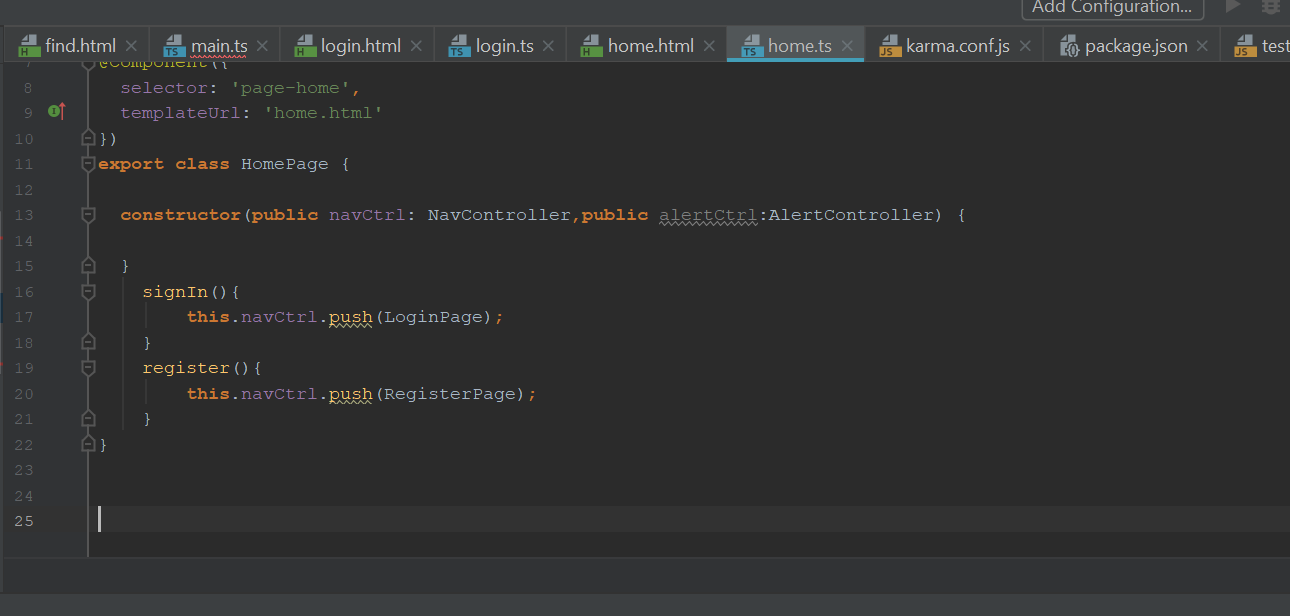 Add Configuration...
find.html main.ts login.html login.ts home.html home.ts karma.conf.js package.json test
7 @Component({
8 selector: 'page-home',
9 templateUrl: 'home.html'
10 })
11 export class HomePage {
12
13 constructor(public navCtrl: NavController,public alertCtrl:AlertController) {
14
15 }
16 signIn(){
17 this.navCtrl.push(LoginPage);
18 }
19 register(){
20 this.navCtrl.push(RegisterPage);
21 }
22 }
23
24
25